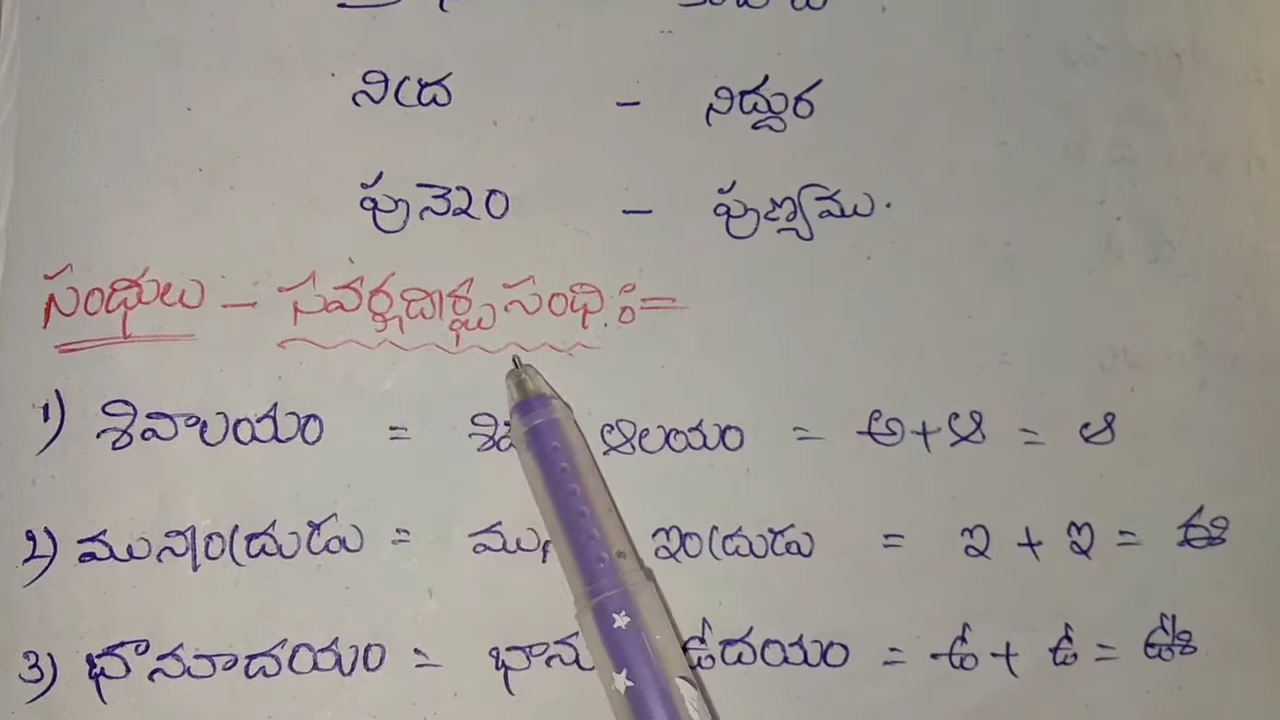 నిద్ర - నిద్దుర
పున్నెం - పుణ్యము.
సంధులు - సవర్ణదీర్ఘ సంధి :=
1) శివాలయం = ఆలయం = అ + ఆ = ఆ
2) మునీంద్రుడు = ఇంద్రుడు = ఇ + ఇ = ఈ
3) భానూదయం = భాను ఉదయం = ఉ + ఉ = ఊ